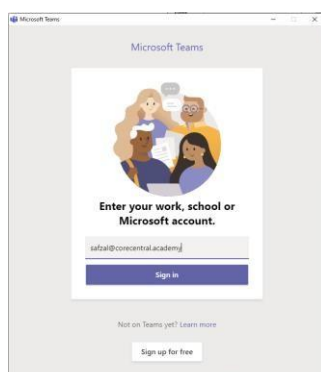 Microsoft Teams
Microsoft Teams
Enter your work, school or
Microsoft account.
safzal@corecentral.academy
Sign in
Not on Teams yet? Learn more
Sign up for free